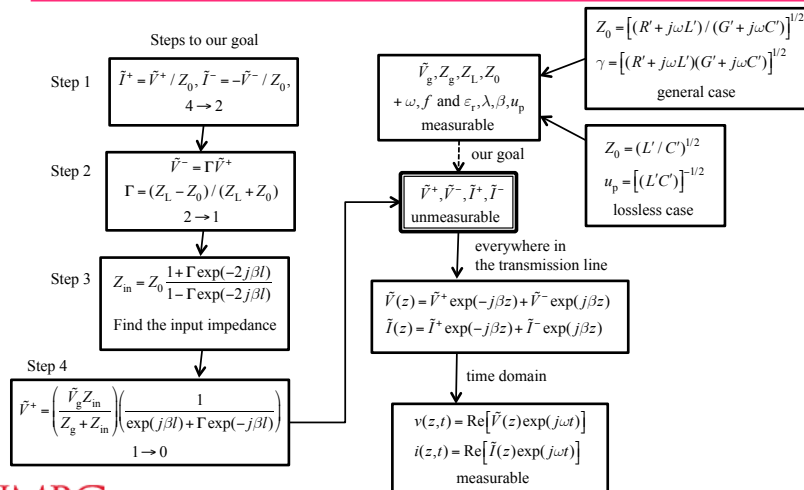 Steps to our goal
Step 1
Ĩ⁺ = Ṽ⁺ / Z₀, Ĩ⁻ = −Ṽ⁻ / Z₀,
4 → 2
Step 2
Ṽ⁻ = ΓṼ⁺
Γ = (Z_L − Z₀) / (Z_L + Z₀)
2 → 1
Step 3
Z_in = Z₀ (1 + Γ exp(−2jβl)) / (1 − Γ exp(−2jβl))
Find the input impedance
Step 4
Ṽ⁺ = (Ṽ_g Z_in / (Z_g + Z_in)) (1 / (exp(jβl) + Γ exp(−jβl)))
1 → 0
Ṽ_g, Z_g, Z_L, Z₀
+ ω, f and ε_r, λ, β, u_p
measurable
our goal
Ṽ⁺, Ṽ⁻, Ĩ⁺, Ĩ⁻
unmeasurable
everywhere in
the transmission line
Ṽ(z) = Ṽ⁺ exp(−jβz) + Ṽ⁻ exp(jβz)
Ĩ(z) = Ĩ⁺ exp(−jβz) + Ĩ⁻ exp(jβz)
time domain
v(z,t) = Re[Ṽ(z) exp(jωt)]
i(z,t) = Re[Ĩ(z) exp(jωt)]
measurable
Z₀ = [(R′ + jωL′) / (G′ + jωC′)]^{1/2}
γ = [(R′ + jωL′)(G′ + jωC′)]^{1/2}
general case
Z₀ = (L′ / C′)^{1/2}
u_p = [(L′C′)]^{−1/2}
lossless case